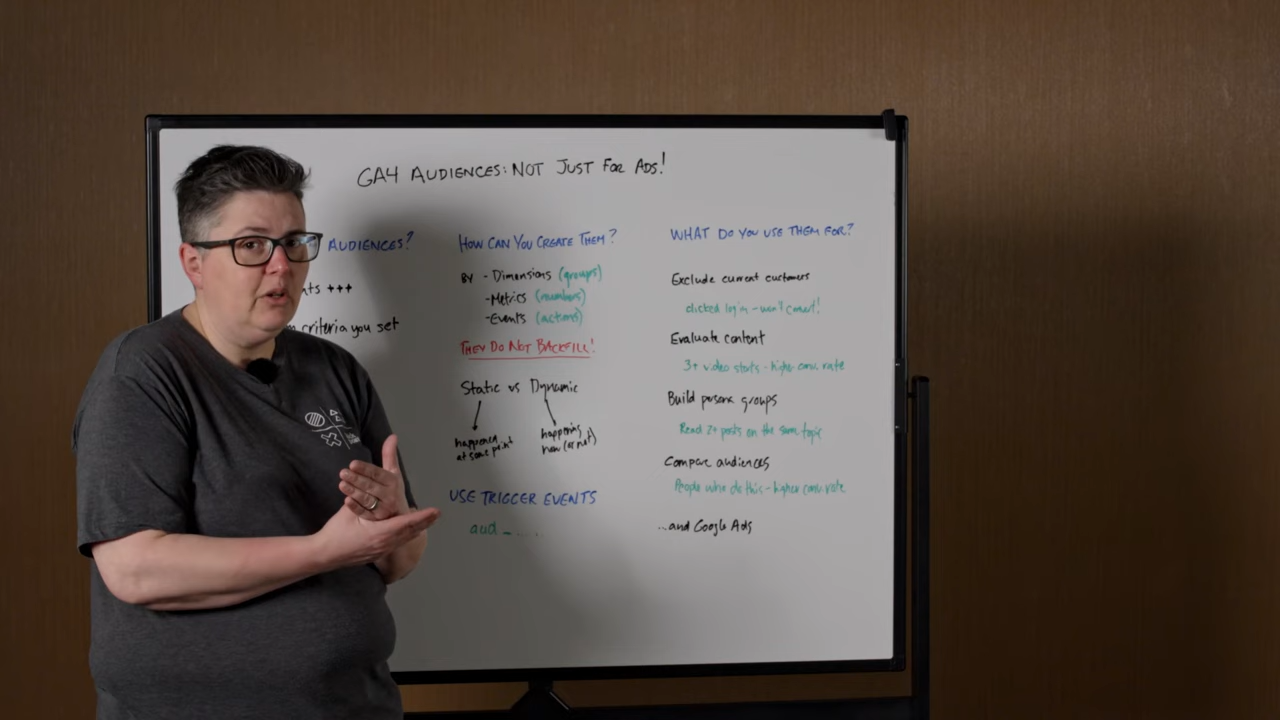 GA4 AUDIENCES: NOT JUST FOR ADS!
AUDIENCES?
nts +++
criteria you set
HOW CAN YOU CREATE THEM?
By - Dimensions (groups)
- Metrics (numbers)
- Events (actions)
THEY DO NOT BACKFILL!
Static vs Dynamic
happened
at some point
happening
now (or not)
USE TRIGGER EVENTS
aud_.....
WHAT DO YOU USE THEM FOR?
Exclude current customers
clicked login - won't convert!
Evaluate content
3+ video starts - higher conv. rate
Build persona groups
Read 2+ posts on the same topic
Compare audiences
People who do this - higher conv. rate
...and Google Ads